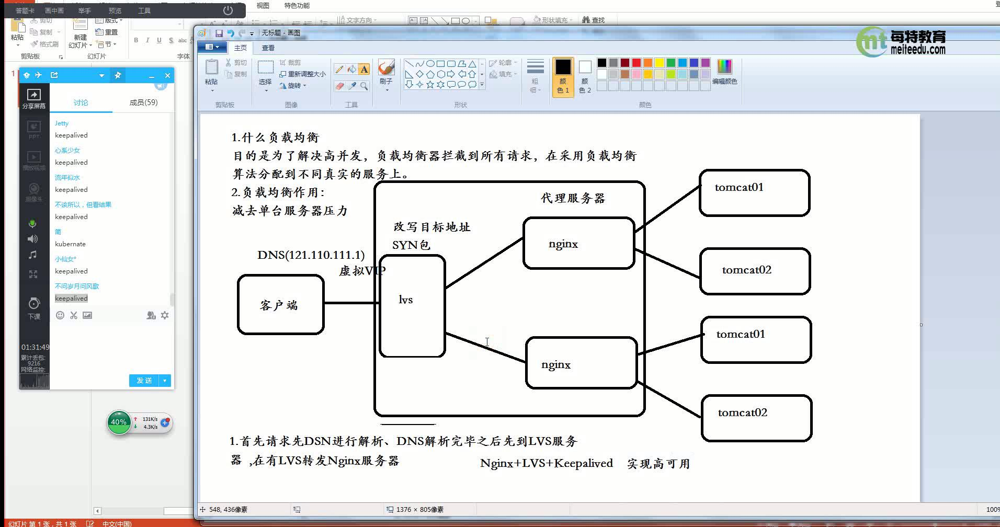 答题卡 画中画 举手 预览 工具
视图 特色功能
剪切
版式
文字方向
形状填充
查找
粘贴
复制
新建
幻灯片
重置
格式刷
节
B I U S abc
剪贴板
幻灯片
字体
无标题 - 画图
每特教育
meiteedu.com
主页 查看
粘贴
剪切
复制
选择
裁剪
重新调整大小
旋转
A
刷子
轮廓
填充
粗
细
颜
色 1
颜
色 2
编辑颜色
剪贴板 图像 工具 形状 颜色
1
分享屏幕
PPT
播放视频
摄像头
下课
01:31:49
累计丢包:
9216
网络监控:
讨论 成员(59)
Jetty
keepalived
心系少女
keepalived
流年似水
keepalived
不该所以，但看结果
keepalived
简
kubernate
小仙女°
keepalived
不问岁月问风歌
keepalived
发 送
40%
131K/s
4.3K/s
1.什么负载均衡
目的是为了解决高并发，负载均衡器拦截到所有请求，在采用负载均衡
算法分配到不同真实的服务上。
2.负载均衡作用：
减去单台服务器压力
代理服务器
改写目标地址
SYN包
DNS(121.110.111.1)
虚拟VIP
客户端
lvs
nginx
nginx
tomcat01
tomcat02
tomcat01
tomcat02
1.首先请求先DSN进行解析、DNS解析完毕之后先到LVS服务
器 ,在有LVS转发Nginx服务器
Nginx+LVS+Keepalived 实现高可用
548, 436像素
1376 × 805像素
100%
幻灯片 第 1 张，共 1 张 中文(中国)